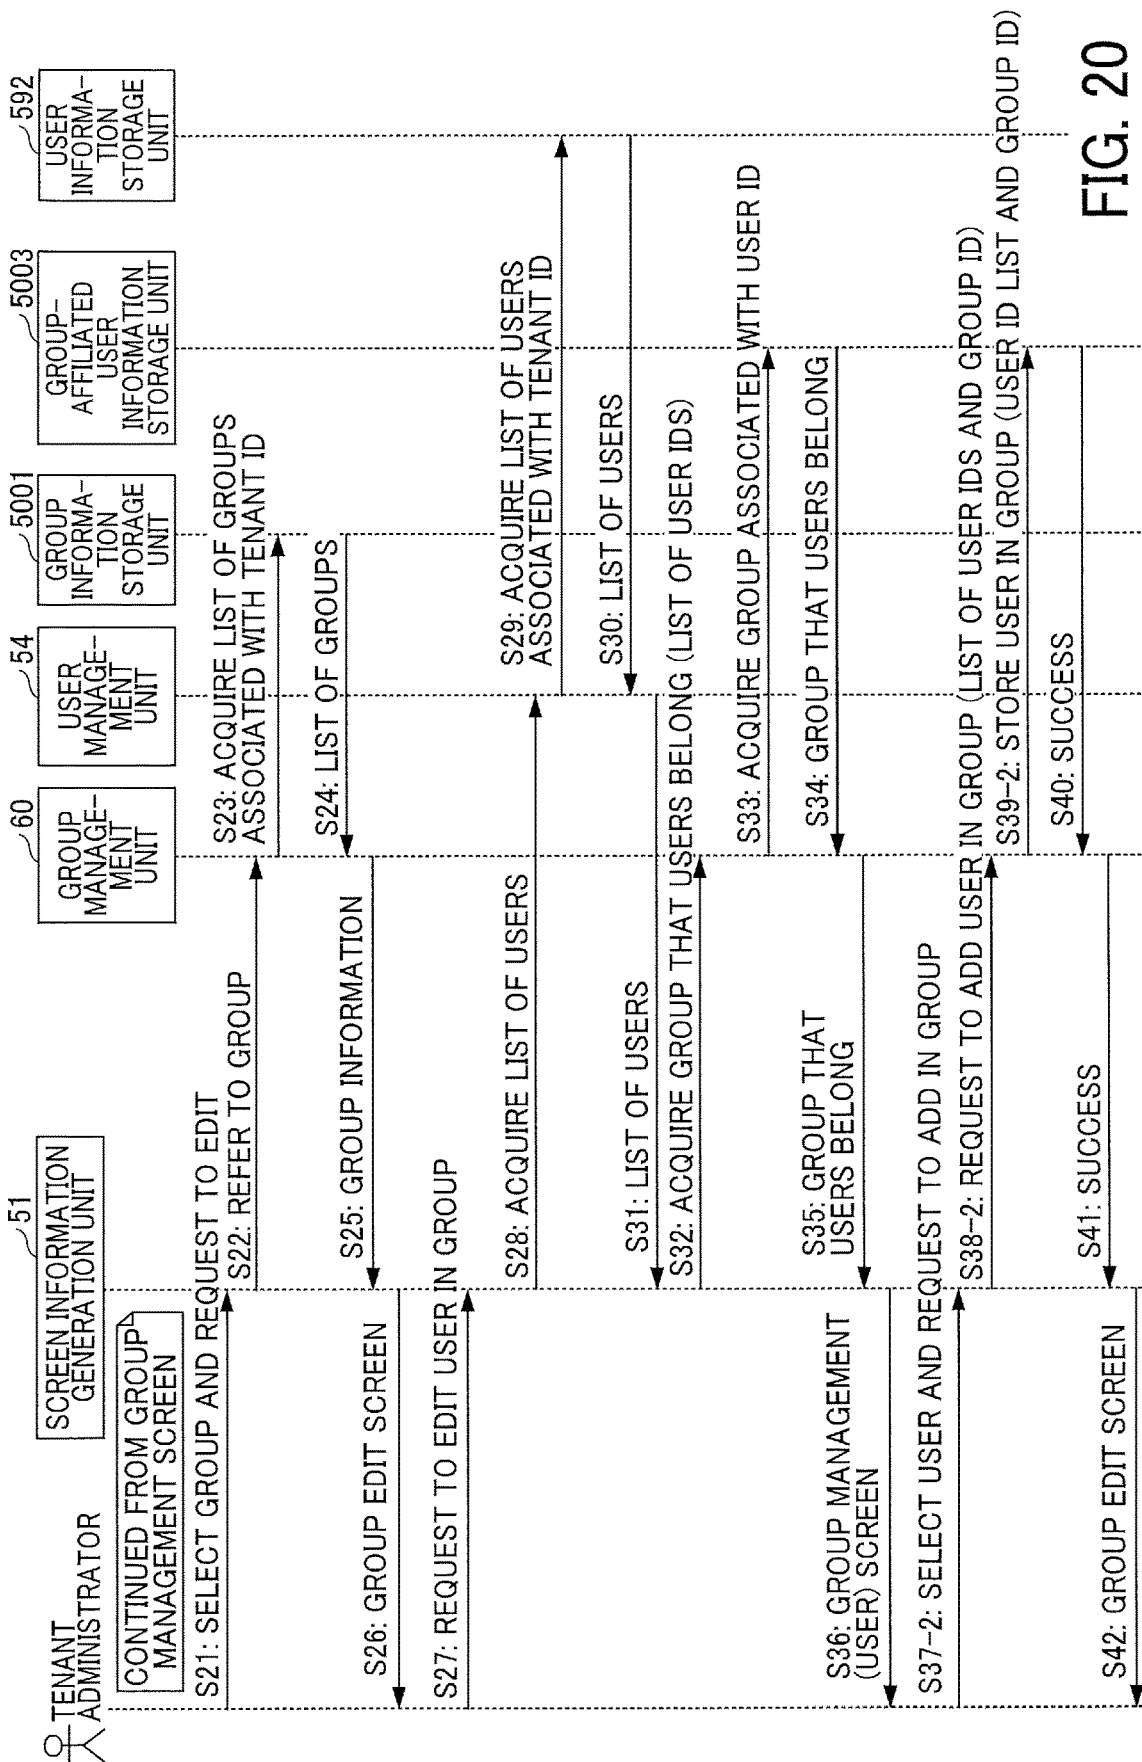 TENANT
ADMINISTRATOR
51
SCREEN INFORMATION
GENERATION UNIT
60
GROUP
MANAGE-
MENT
UNIT
54
USER
MANAGE-
MENT
UNIT
5001
GROUP
INFORMA-
TION
STORAGE
UNIT
5003
GROUP-
AFFILIATED
USER
INFORMATION
STORAGE UNIT
592
USER
INFORMA-
TION
STORAGE
UNIT
CONTINUED FROM GROUP
MANAGEMENT SCREEN
S21: SELECT GROUP AND REQUEST TO EDIT
S22: REFER TO GROUP
S23: ACQUIRE LIST OF GROUPS
ASSOCIATED WITH TENANT ID
S24: LIST OF GROUPS
S25: GROUP INFORMATION
S26: GROUP EDIT SCREEN
S27: REQUEST TO EDIT USER IN GROUP
S28: ACQUIRE LIST OF USERS
S29: ACQUIRE LIST OF USERS
ASSOCIATED WITH TENANT ID
S30: LIST OF USERS
S31: LIST OF USERS
S32: ACQUIRE GROUP THAT USERS BELONG (LIST OF USER IDS)
S33: ACQUIRE GROUP ASSOCIATED WITH USER ID
S34: GROUP THAT USERS BELONG
S35: GROUP THAT
USERS BELONG
S36: GROUP MANAGEMENT
(USER) SCREEN
S37-2: SELECT USER AND REQUEST TO ADD IN GROUP
S38-2: REQUEST TO ADD USER IN GROUP (LIST OF USER IDS AND GROUP ID)
S39-2: STORE USER IN GROUP (USER ID LIST AND GROUP ID)
S40: SUCCESS
S41: SUCCESS
S42: GROUP EDIT SCREEN
FIG. 20